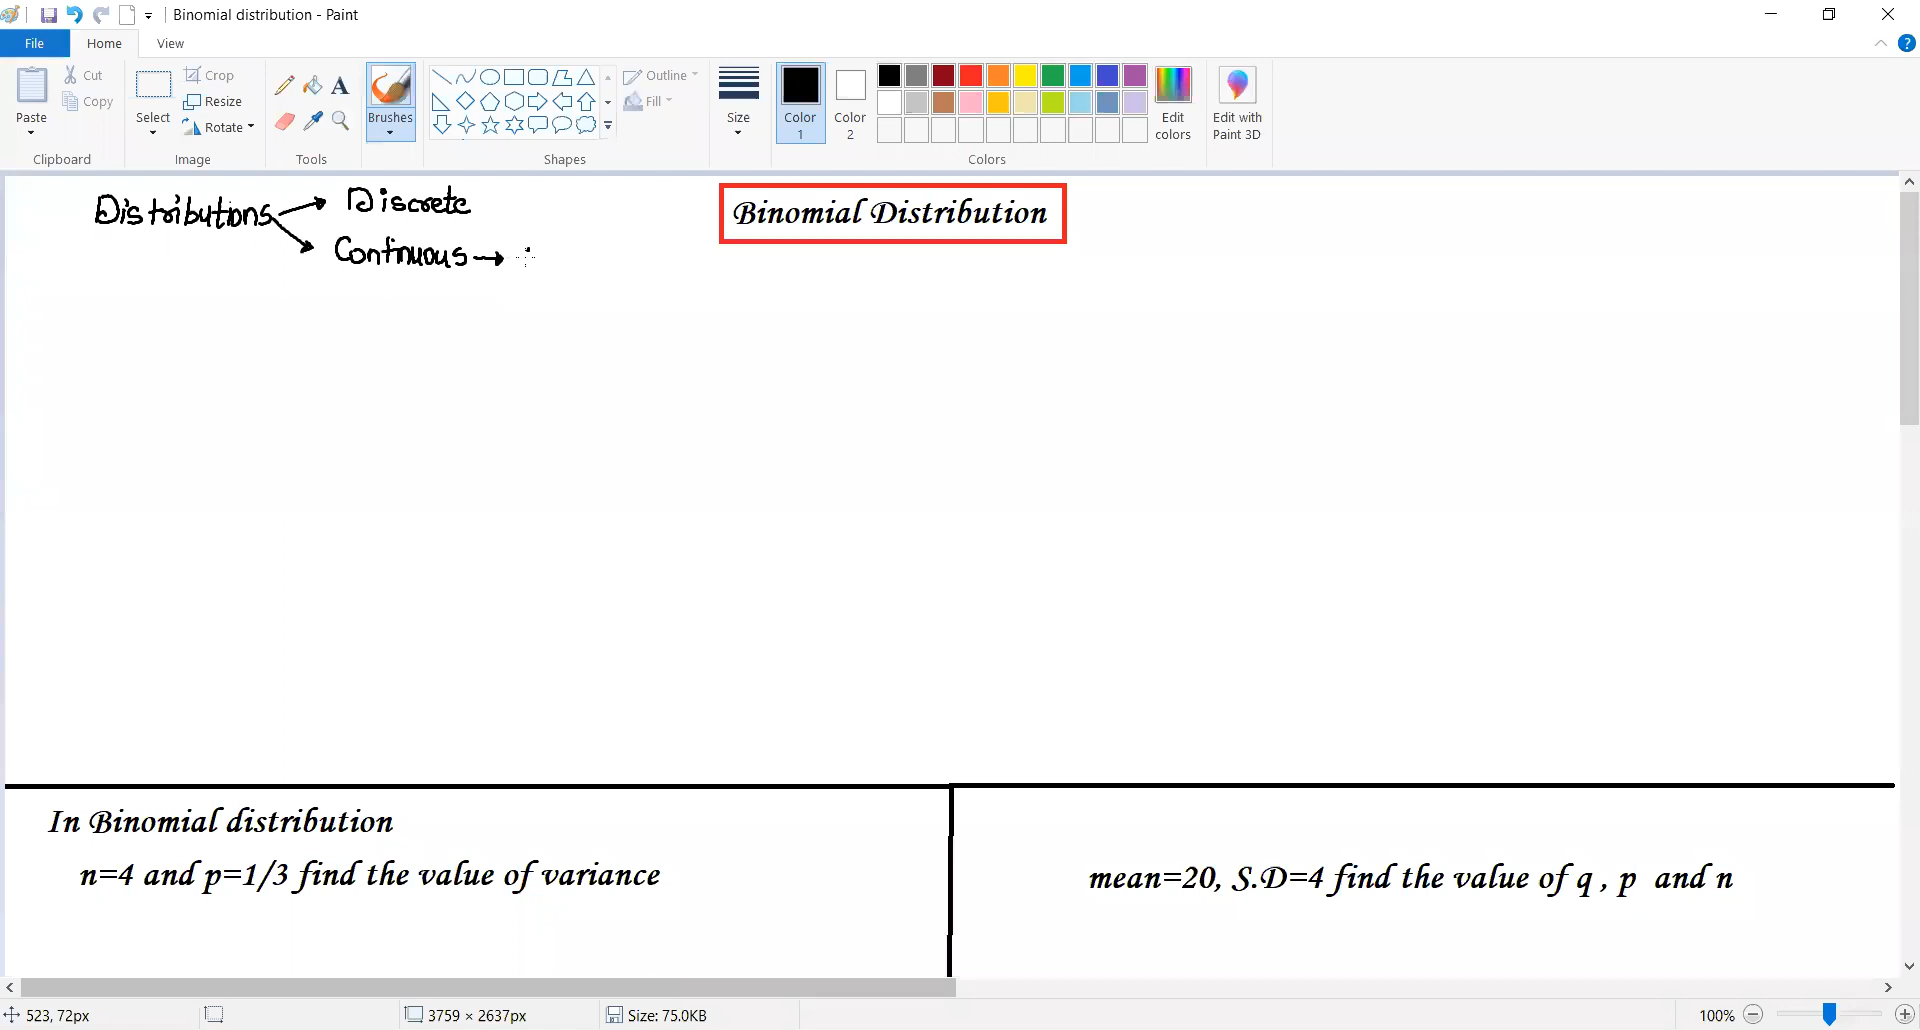 Binomial distribution - Paint
File Home View
Paste
Cut
Copy
Clipboard
Select
Crop
Resize
Rotate
Image
Tools
Brushes
Outline
Fill
Shapes
Size
Color 1
Color 2
Colors
Edit colors
Edit with Paint 3D
Distributions
Discrete
Continuous
Binomial Distribution
In Binomial distribution
n=4 and p=1/3 find the value of variance
mean=20, S.D=4 find the value of q , p and n
523, 72px
3759 × 2637px
Size: 75.0KB
100%